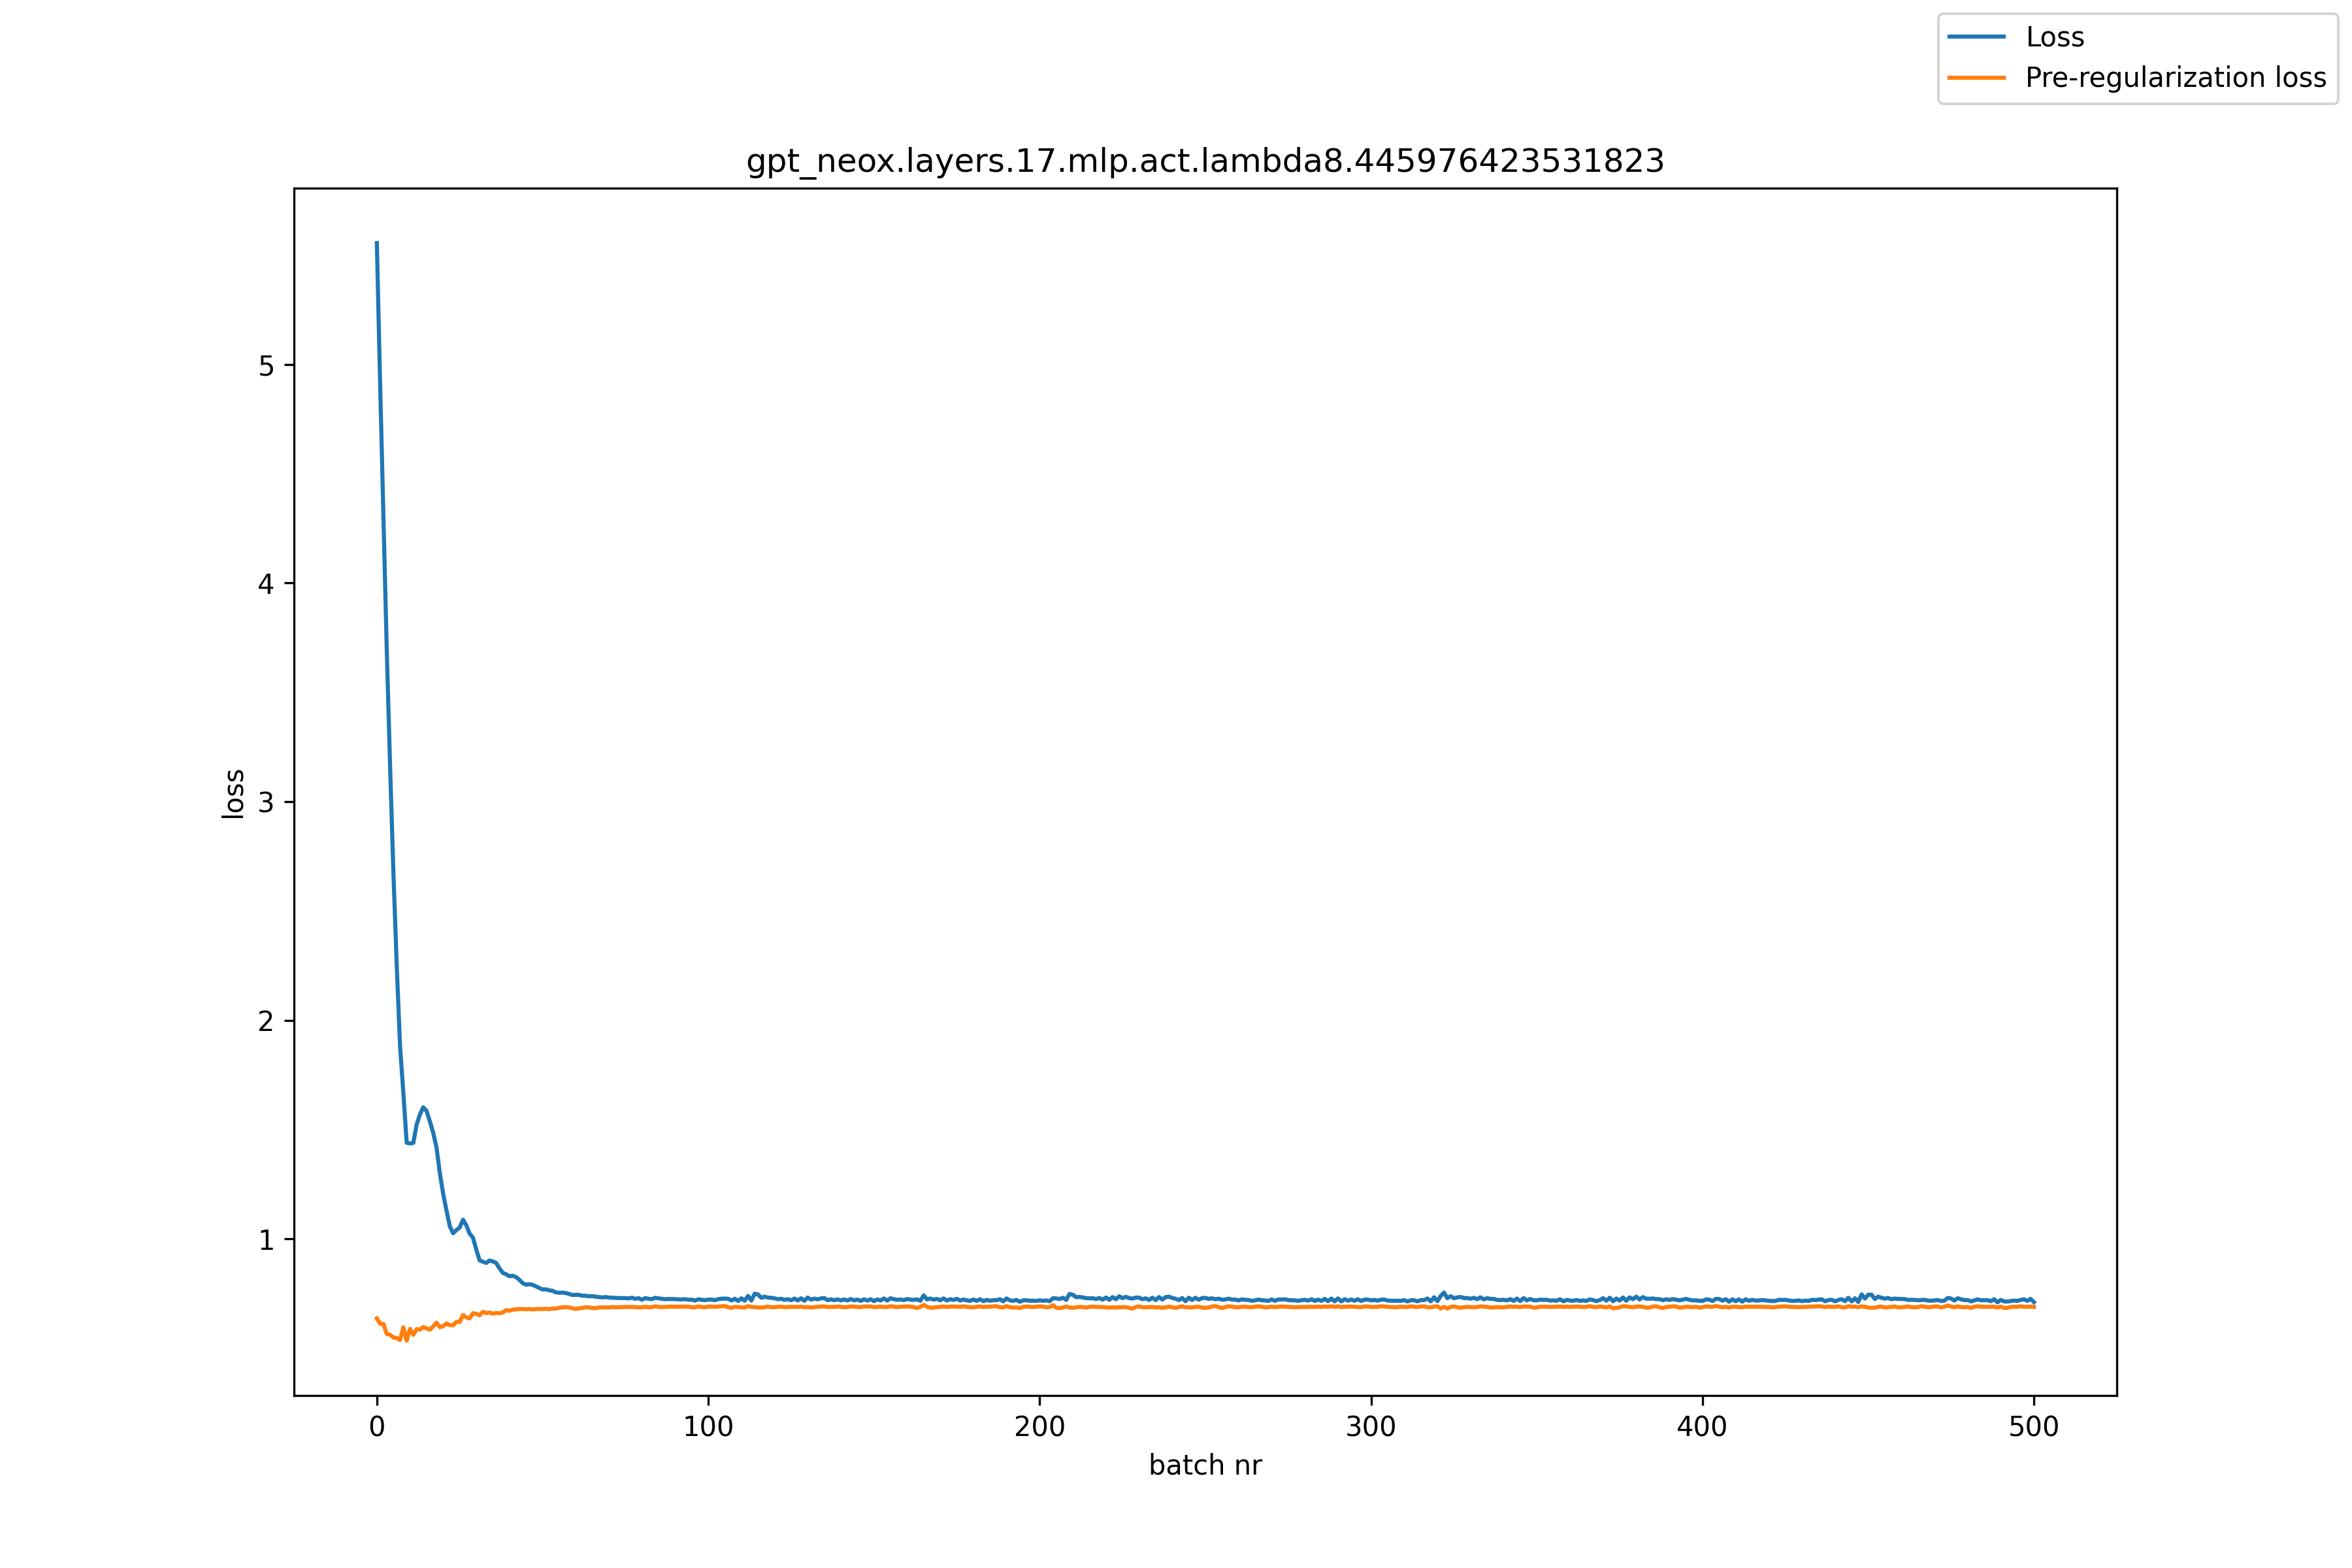 Loss
Pre-regularization loss
gpt_neox.layers.17.mlp.act.lambda8.445976423531823
5
4
3
2
1
loss
0 100 200 300 400 500
batch nr